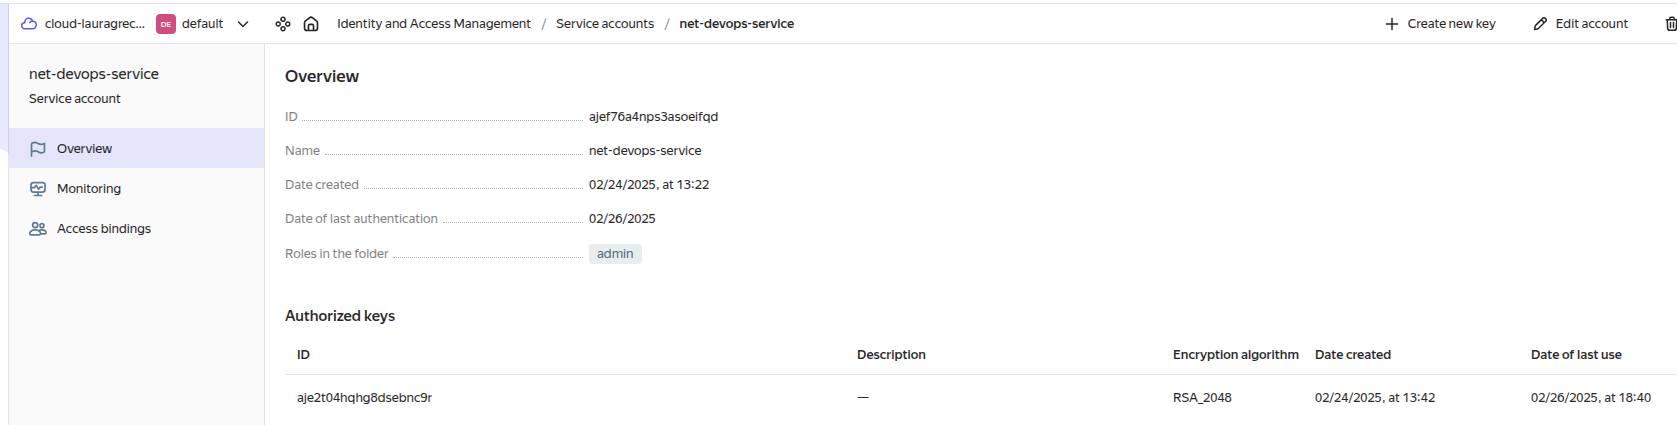 cloud-lauragrec... DE default Identity and Access Management / Service accounts / net-devops-service Create new key Edit account
net-devops-service
Service account
Overview
Monitoring
Access bindings
Overview
ID ajef76a4nps3asoeifqd
Name net-devops-service
Date created 02/24/2025, at 13:22
Date of last authentication 02/26/2025
Roles in the folder admin
Authorized keys
ID Description Encryption algorithm Date created Date of last use
aje2t04hqhg8dsebnc9r — RSA_2048 02/24/2025, at 13:42 02/26/2025, at 18:40